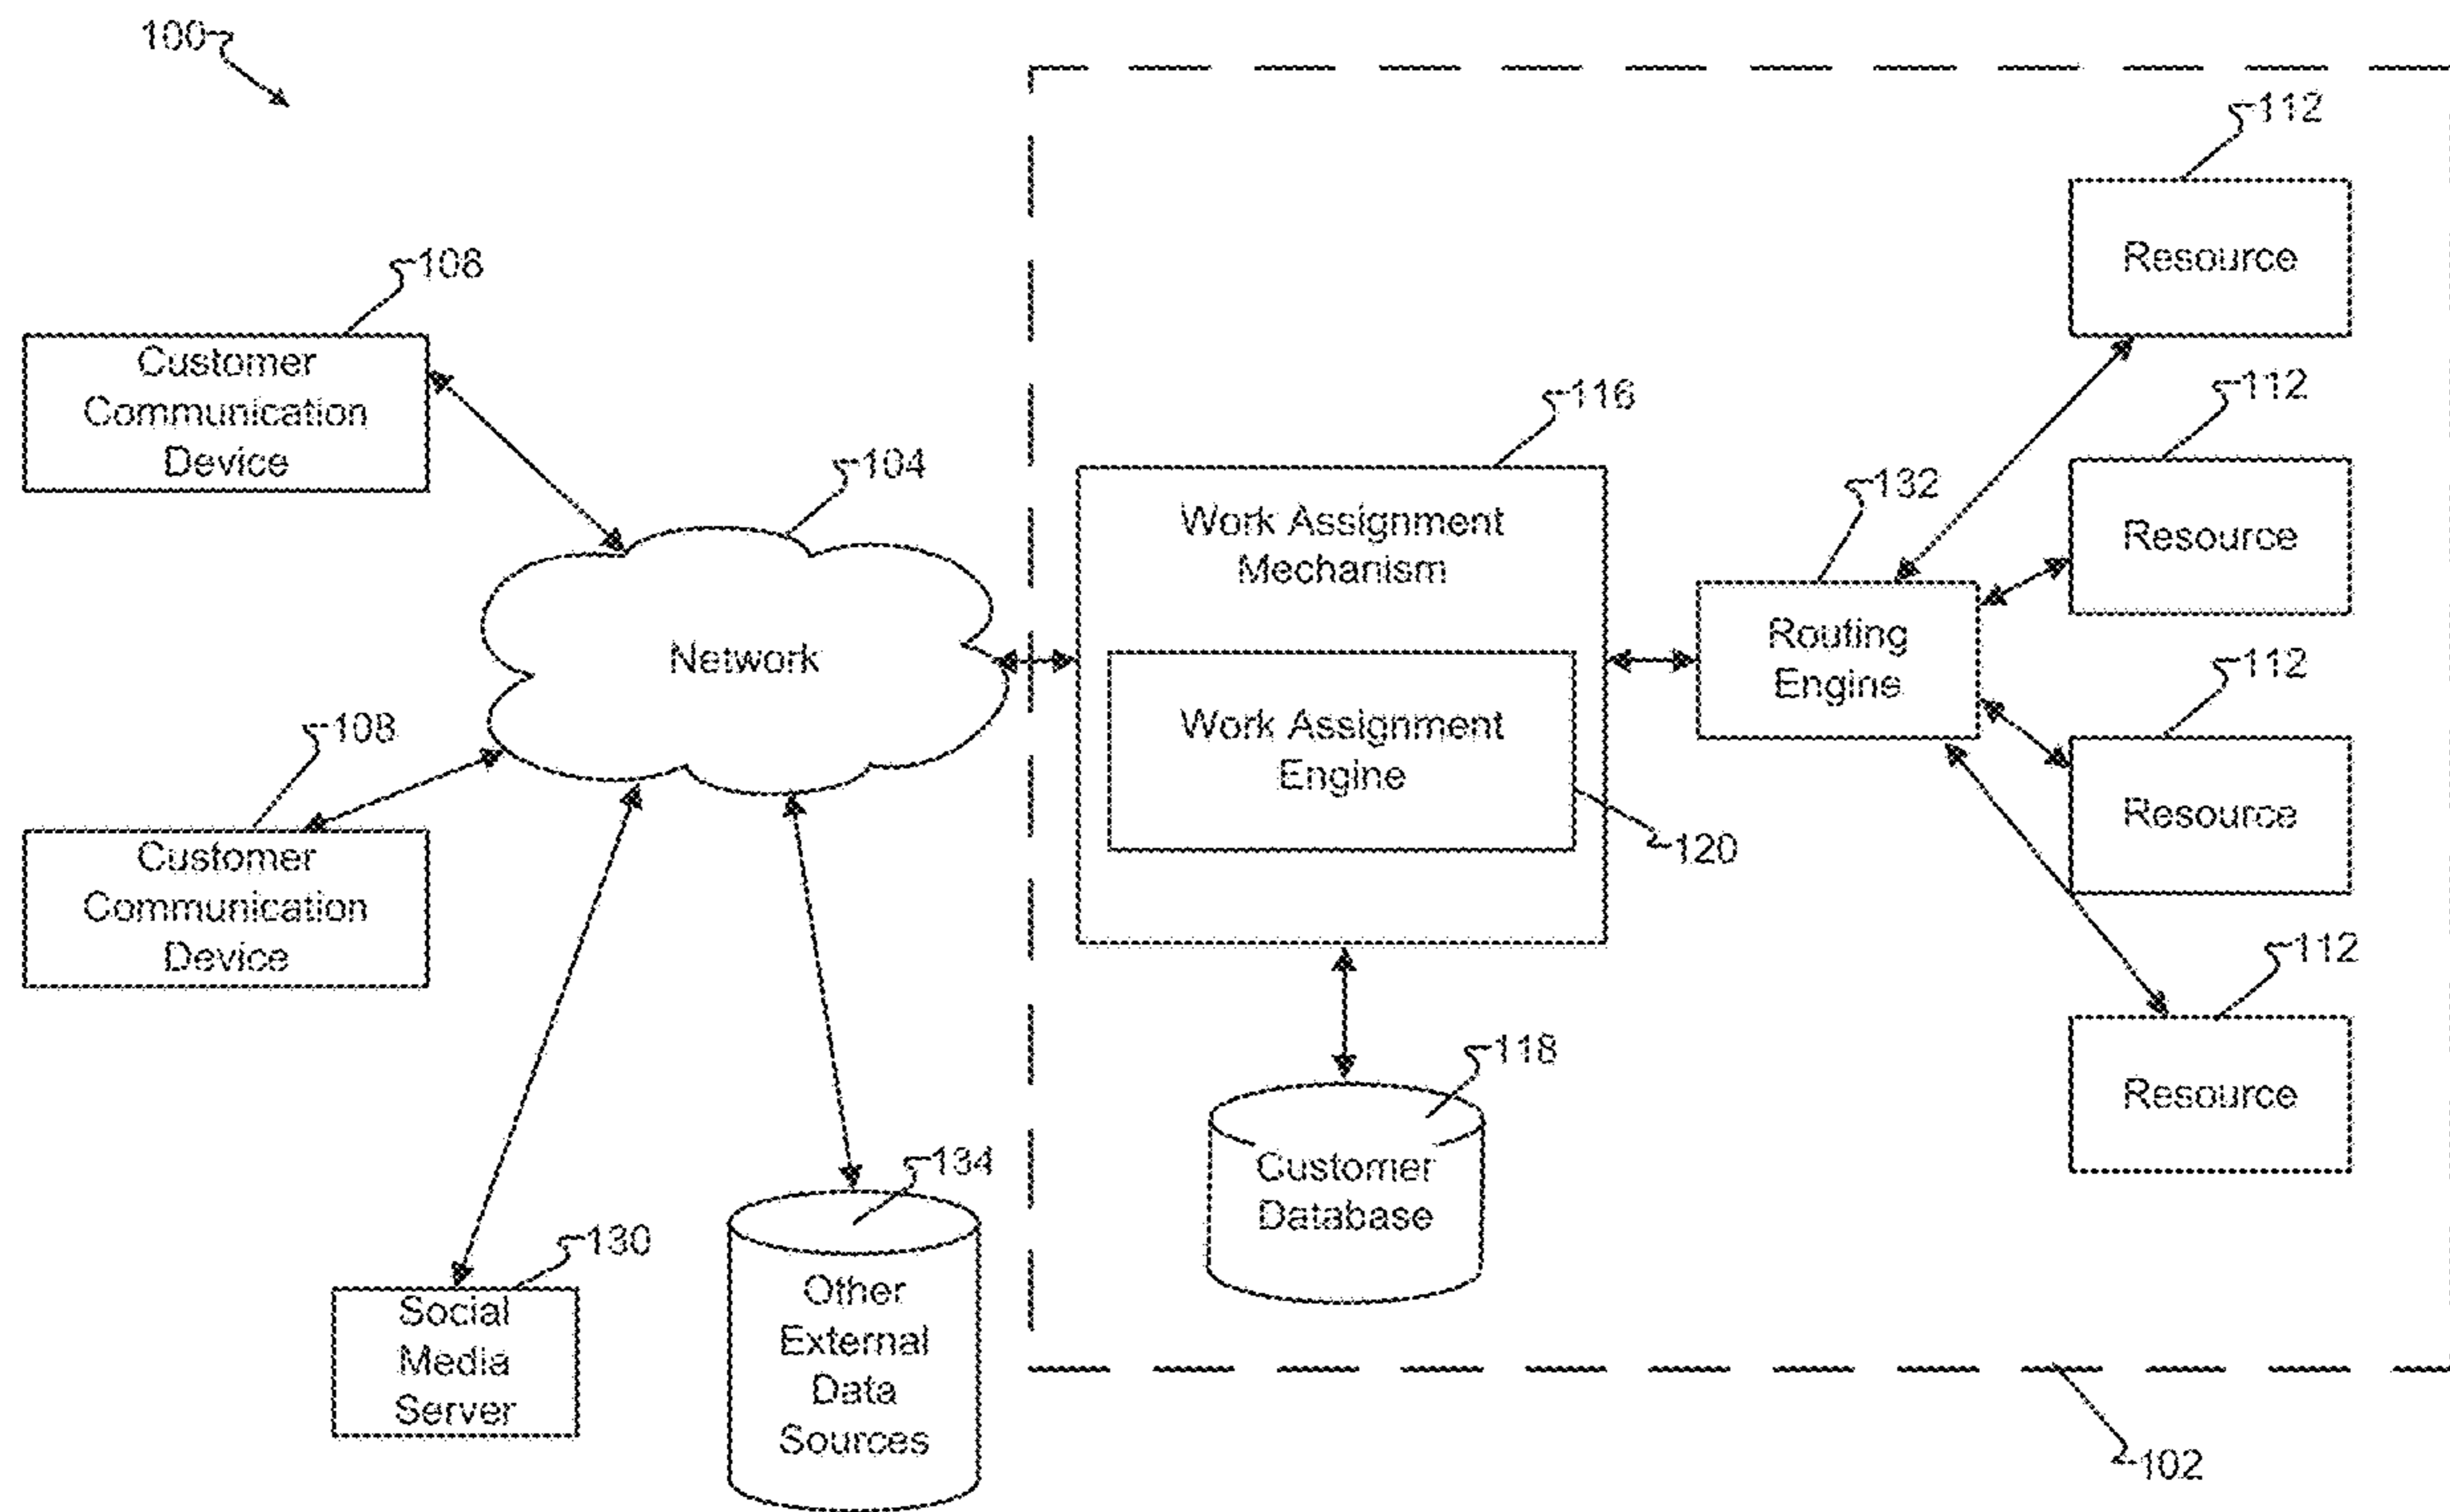 100
112
Resource
108
Customer
Communication
Device
112
Resource
116
104
132
Work Assignment
Mechanism
Routing
Engine
Network
112
Resource
Work Assignment
Engine
120
108
Customer
Communication
Device
112
Resource
118
Customer
Database
134
Other
External
Data
Sources
130
Social
Media
Server
102